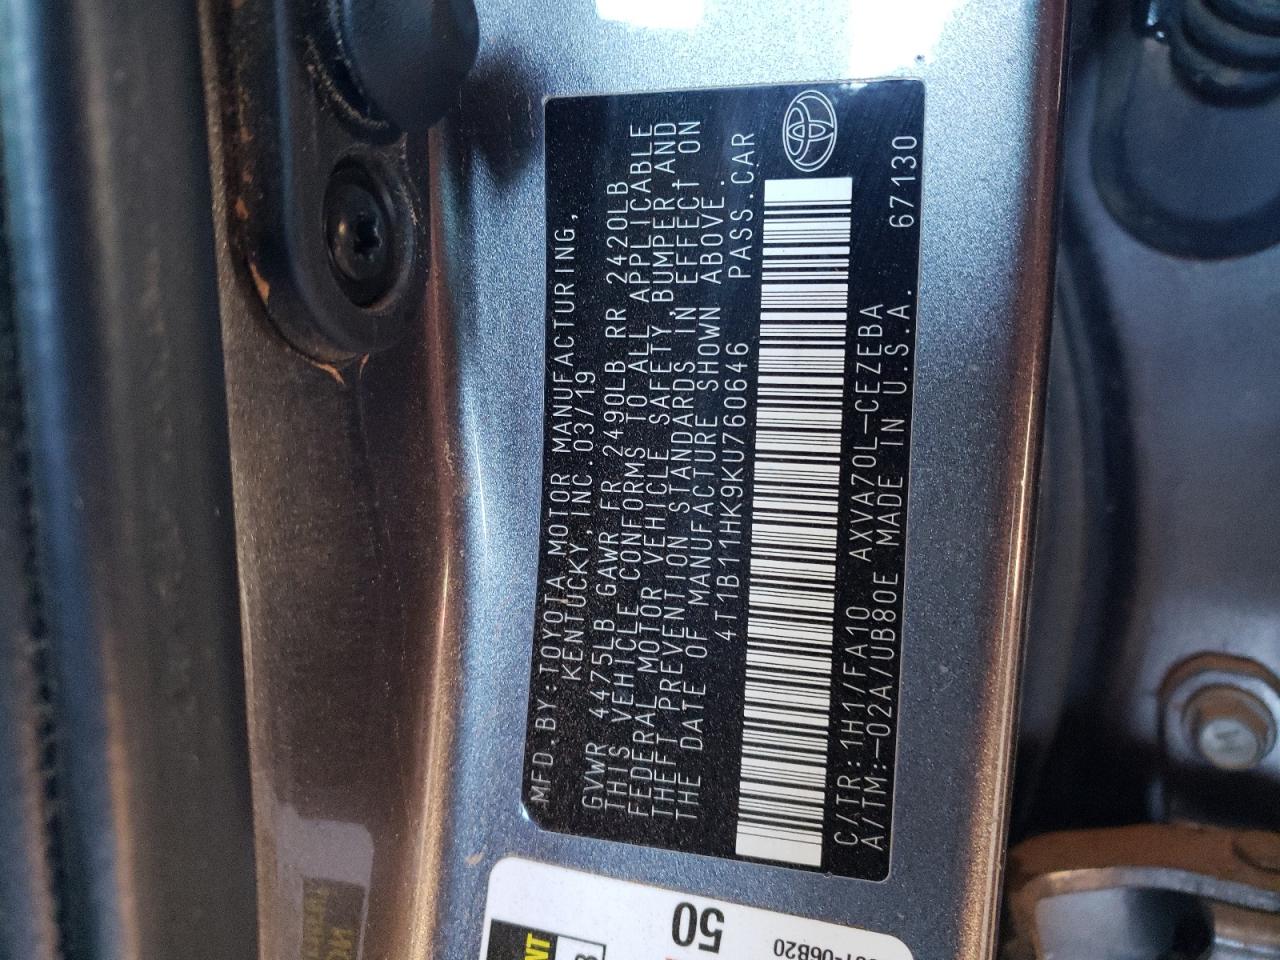 MFD.BY:TOYOTA MOTOR MANUFACTURING,
KENTUCKY, INC.03/19
GVWR 4475LB GAWR FR 2490LB RR 2420LB
THIS VEHICLE CONFORMS TO ALL APPLICABLE
FEDERAL MOTOR VEHICLE SAFETY,BUMPER,AND
THEFT PREVENTION STANDARDS IN EFFECT ON
THE DATE OF MANUFACTURE SHOWN ABOVE.
4T1B11HK9KU760646 PASS.CAR
C/TR:1H1/FA10 AXVA70L-CEZEBA
A/TM:-02A/UB80E MADE IN U.S.A. 67130
50
06B20